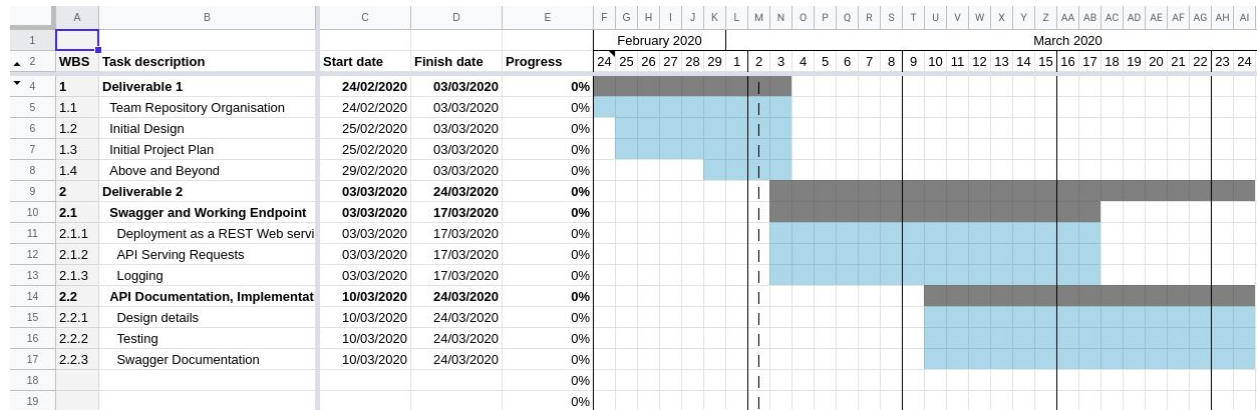 A B C D E F G H I J K L M N O P Q R S T U V W X Y Z AA AB AC AD AE AF AG AH AI
1 February 2020 March 2020
2 WBS Task description Start date Finish date Progress 24 25 26 27 28 29 1 2 3 4 5 6 7 8 9 10 11 12 13 14 15 16 17 18 19 20 21 22 23 24
4 1 Deliverable 1 24/02/2020 03/03/2020 0% |
5 1.1 Team Repository Organisation 24/02/2020 03/03/2020 0% |
6 1.2 Initial Design 25/02/2020 03/03/2020 0% |
7 1.3 Initial Project Plan 25/02/2020 03/03/2020 0% |
8 1.4 Above and Beyond 29/02/2020 03/03/2020 0% |
9 2 Deliverable 2 03/03/2020 24/03/2020 0% |
10 2.1 Swagger and Working Endpoint 03/03/2020 17/03/2020 0% |
11 2.1.1 Deployment as a REST Web servi 03/03/2020 17/03/2020 0% |
12 2.1.2 API Serving Requests 03/03/2020 17/03/2020 0% |
13 2.1.3 Logging 03/03/2020 17/03/2020 0% |
14 2.2 API Documentation, Implementat 10/03/2020 24/03/2020 0% |
15 2.2.1 Design details 10/03/2020 24/03/2020 0% |
16 2.2.2 Testing 10/03/2020 24/03/2020 0% |
17 2.2.3 Swagger Documentation 10/03/2020 24/03/2020 0% |
18 0% |
19 0% |